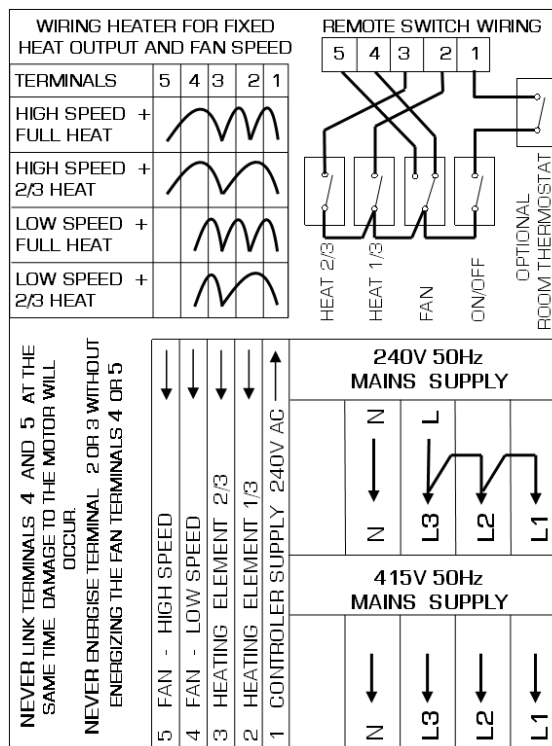 WIRING HEATER FOR FIXED
HEAT OUTPUT AND FAN SPEED
TERMINALS 5 4 3 2 1
HIGH SPEED +
FULL HEAT
HIGH SPEED +
2/3 HEAT
LOW SPEED +
FULL HEAT
LOW SPEED +
2/3 HEAT
REMOTE SWITCH WIRING
5 4 3 2 1
HEAT 2/3
HEAT 1/3
FAN
ON/OFF
OPTIONAL
ROOM THERMOSTAT
NEVER LINK TERMINALS 4 AND 5 AT THE
SAME TIME. DAMAGE TO THE MOTOR WILL
OCCUR.
NEVER ENERGISE TERMINAL 2 OR 3 WITHOUT
ENERGIZING THE FAN TERMINALS 4 OR 5
5 FAN - HIGH SPEED
4 FAN - LOW SPEED
3 HEATING ELEMENT 2/3
2 HEATING ELEMENT 1/3
1 CONTROLER SUPPLY 240V AC
240V 50Hz
MAINS SUPPLY
N L
N L3 L2 L1
415V 50Hz
MAINS SUPPLY
N L3 L2 L1